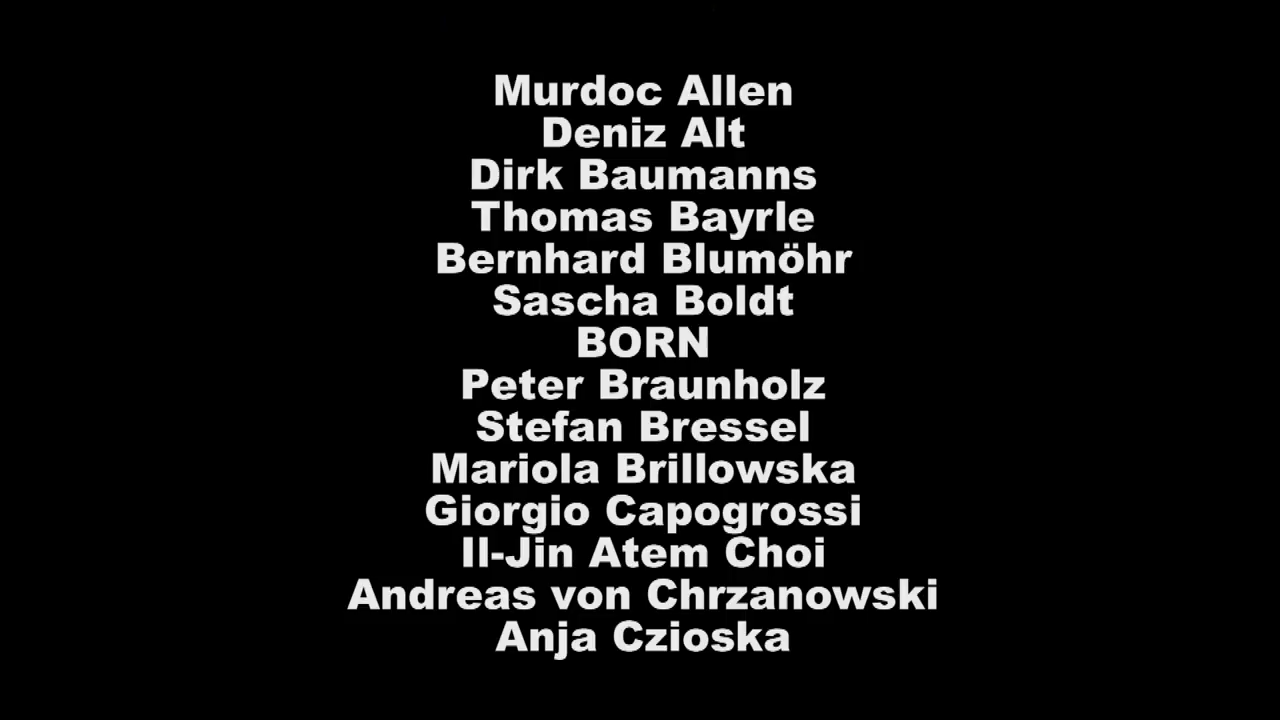 Murdoc Allen
Deniz Alt
Dirk Baumanns
Thomas Bayrle
Bernhard Blumöhr
Sascha Boldt
BORN
Peter Braunholz
Stefan Bressel
Mariola Brillowska
Giorgio Capogrossi
Il-Jin Atem Choi
Andreas von Chrzanowski
Anja Czioska